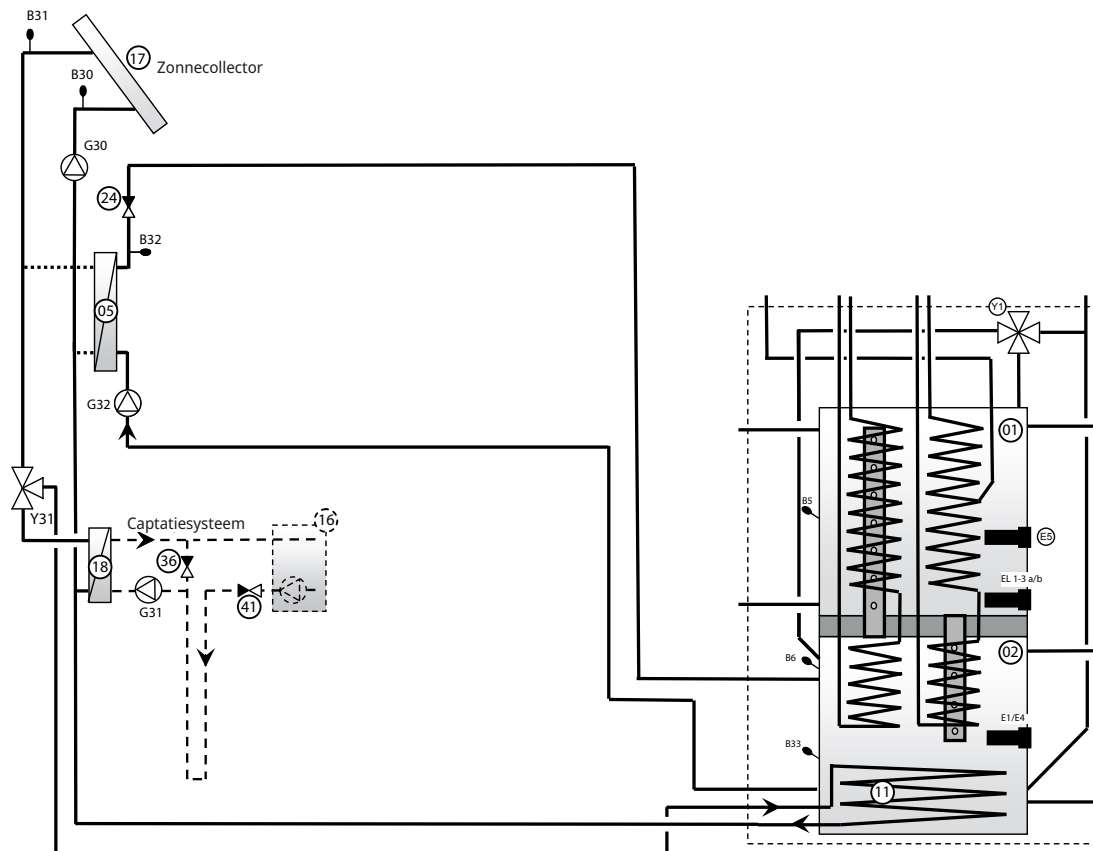 B31
17
Zonnecollector
B30
G30
24
B32
05
G32
Y1
01
Y31
Captatiesysteem
16
36
18
G31
41
B5
E5
EL 1-3 a/b
02
B6
E1/E4
B33
11